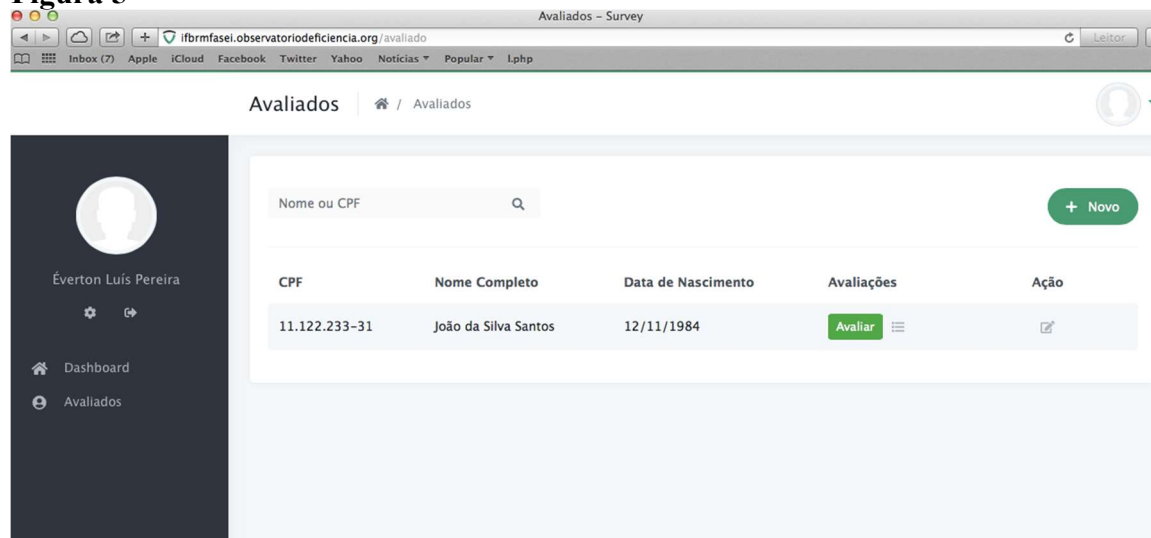 Avaliados – Survey
ifbrmfasei.observatoriodeficiencia.org/avaliado
Leitor
Inbox (7) Apple iCloud Facebook Twitter Yahoo Notícias Popular l.php
Avaliados / Avaliados
Nome ou CPF
+ Novo
Éverton Luís Pereira
CPF Nome Completo Data de Nascimento Avaliações Ação
11.122.233-31 João da Silva Santos 12/11/1984 Avaliar
Dashboard
Avaliados